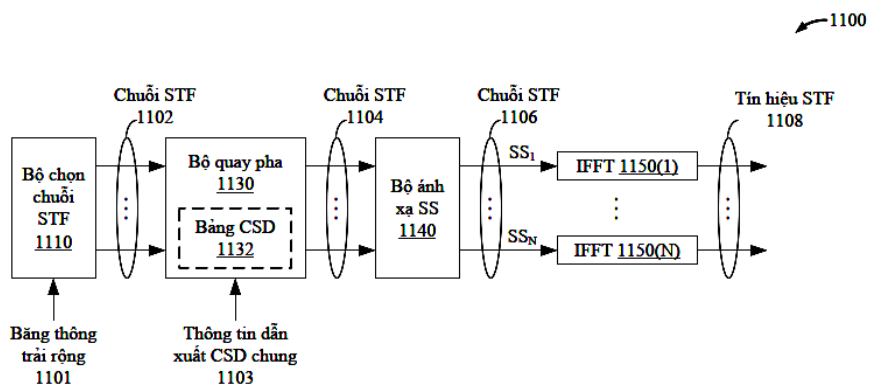 1100
Chuỗi STF
1102
Chuỗi STF
1104
Chuỗi STF
1106
Tín hiệu STF
1108
Bộ chọn
chuỗi
STF
1110
Bộ quay pha
1130
Bảng CSD
1132
Bộ ánh
xạ SS
1140
SS₁
IFFT 1150(1)
SSN
IFFT 1150(N)
Băng thông
trải rộng
1101
Thông tin dẫn
xuất CSD chung
1103